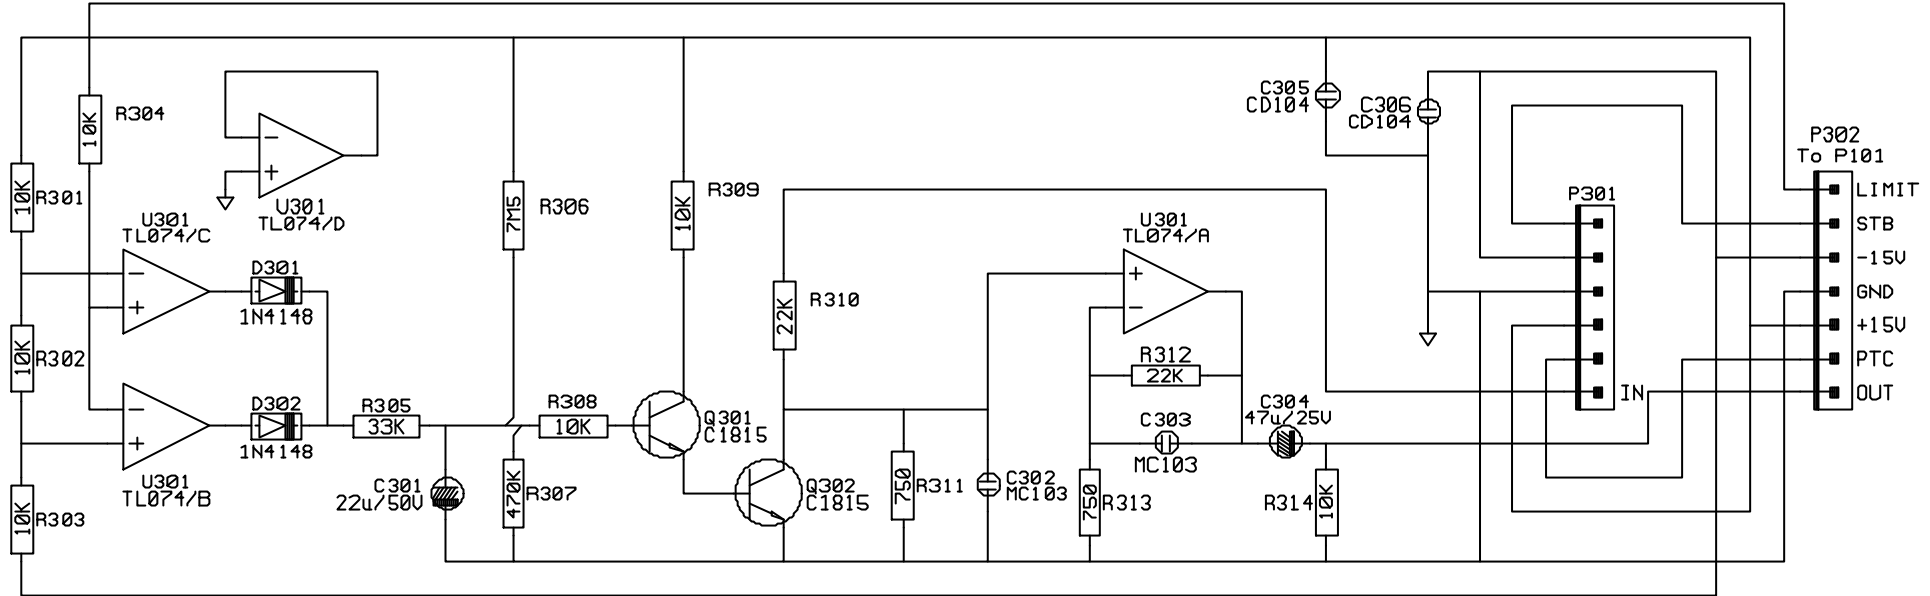 R304
10K
R301
10K
U301
TL074/D
U301
TL074/C
D301
1N4148
R302
10K
D302
1N4148
U301
TL074/B
R303
10K
R305
33K
C301
22u/50V
R306
7M5
R307
470K
R308
10K
R309
10K
Q301
C1815
Q302
C1815
R310
22K
R311
750
C302
MC103
U301
TL074/A
R312
22K
C303
MC103
R313
750
C304
47u/25V
R314
10K
C305
CD104
C306
CD104
P301
IN
P302
To P101
LIMIT
STB
-15V
GND
+15V
PTC
OUT